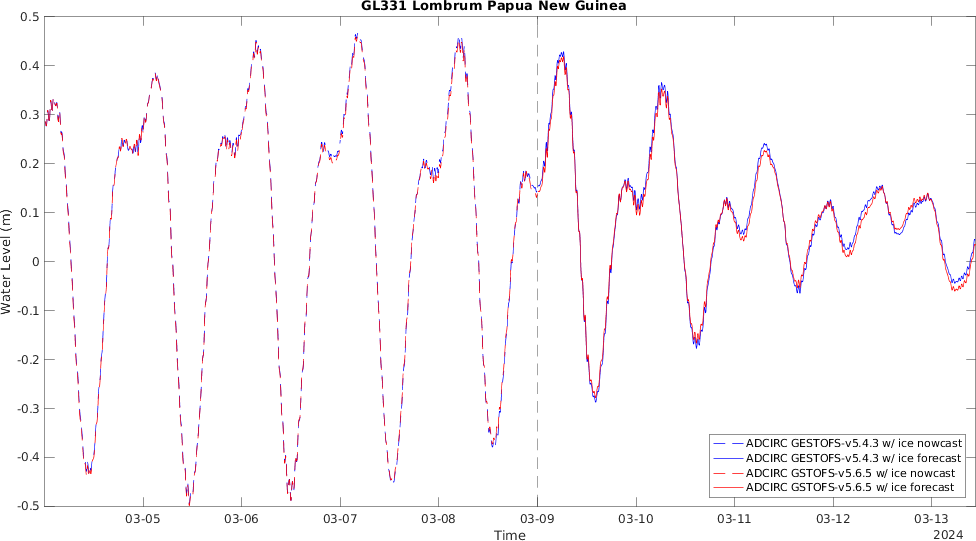 GL331 Lombrum Papua New Guinea
0.5
0.4
0.3
0.2
0.1
0
-0.1
-0.2
-0.3
-0.4
-0.5
Water Level (m)
ADCIRC GESTOFS-v5.4.3 w/ ice nowcast
ADCIRC GESTOFS-v5.4.3 w/ ice forecast
ADCIRC GSTOFS-v5.6.5 w/ ice nowcast
ADCIRC GSTOFS-v5.6.5 w/ ice forecast
03-05 03-06 03-07 03-08 03-09 03-10 03-11 03-12 03-13
Time 2024